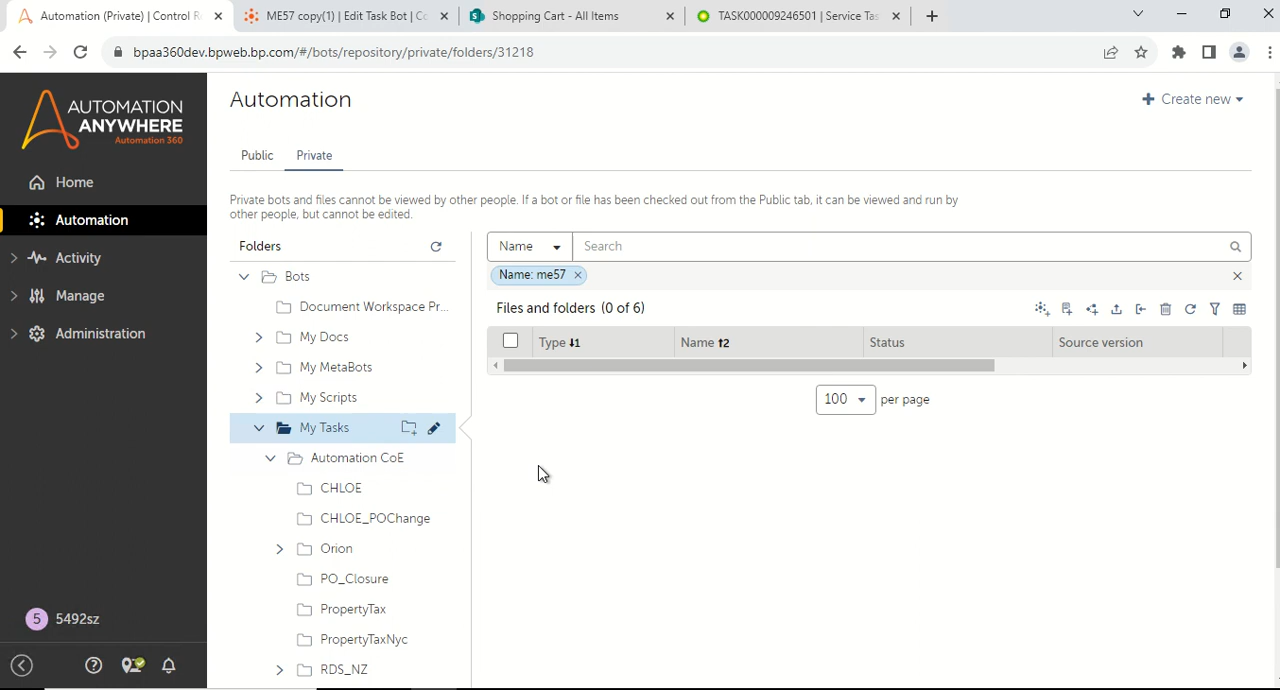 Automation (Private) | Control R
ME57 copy(1) | Edit Task Bot | Co
Shopping Cart - All Items
TASK000009246501 | Service Tas
bpaa360dev.bpweb.bp.com/#/bots/repository/private/folders/31218
AUTOMATION
ANYWHERE
Automation 360
Home
Automation
Activity
Manage
Administration
5
5492sz
Automation
Create new
Public
Private
Private bots and files cannot be viewed by other people. If a bot or file has been checked out from the Public tab, it can be viewed and run by
other people, but cannot be edited.
Folders
Bots
Document Workspace Pr...
My Docs
My MetaBots
My Scripts
My Tasks
Automation CoE
CHLOE
CHLOE_POChange
Orion
PO_Closure
PropertyTax
PropertyTaxNyc
RDS_NZ
Name
Search
Name: me57
Files and folders (0 of 6)
Type 1
Name 2
Status
Source version
100
per page